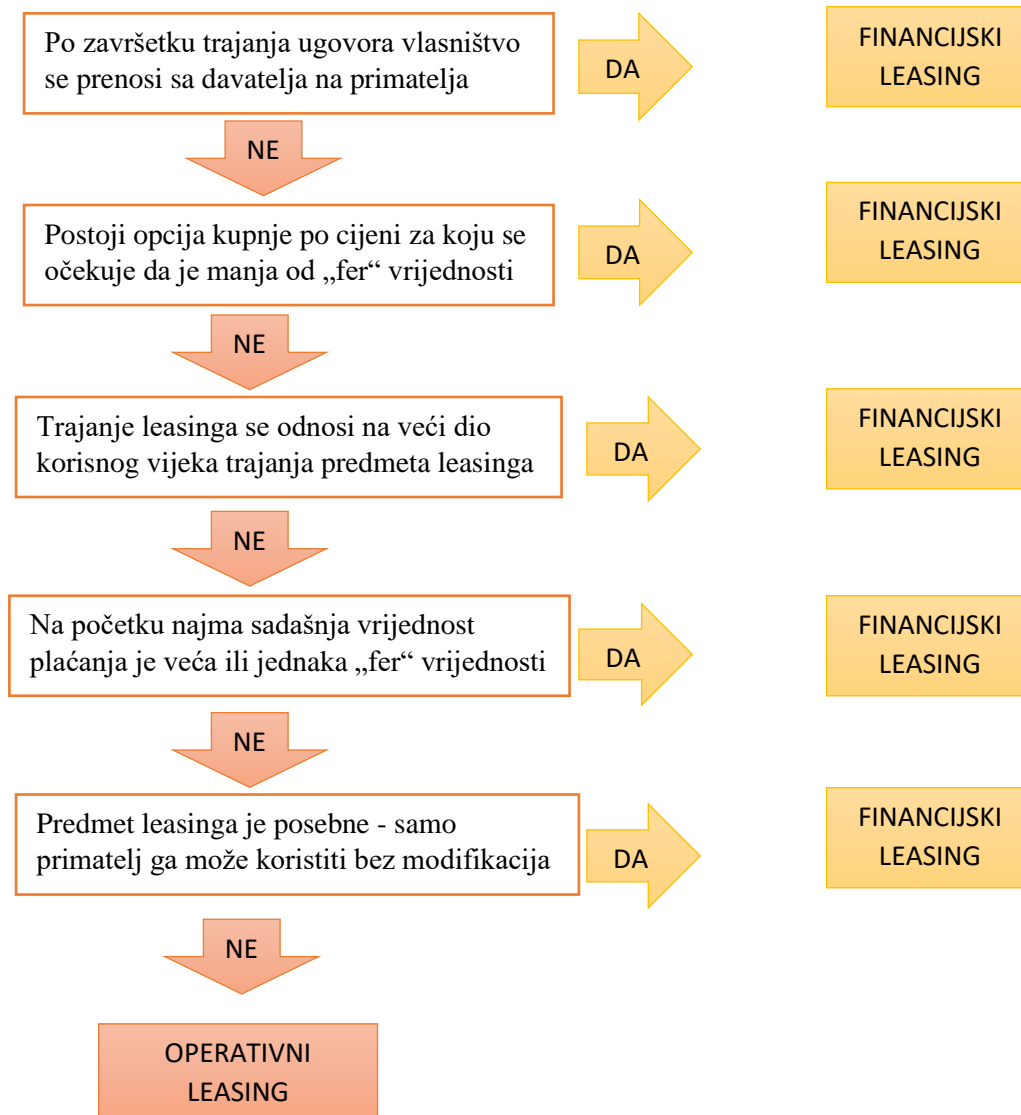 Po završetku trajanja ugovora vlasništvo
se prenosi sa davatelja na primatelja
DA
FINANCIJSKI
LEASING
NE
Postoji opcija kupnje po cijeni za koju se
očekuje da je manja od „fer“ vrijednosti
DA
FINANCIJSKI
LEASING
NE
Trajanje leasinga se odnosi na veći dio
korisnog vijeka trajanja predmeta leasinga
DA
FINANCIJSKI
LEASING
NE
Na početku najma sadašnja vrijednost
plaćanja je veća ili jednaka „fer“ vrijednosti
DA
FINANCIJSKI
LEASING
NE
Predmet leasinga je posebne - samo
primatelj ga može koristiti bez modifikacija
DA
FINANCIJSKI
LEASING
NE
OPERATIVNI
LEASING